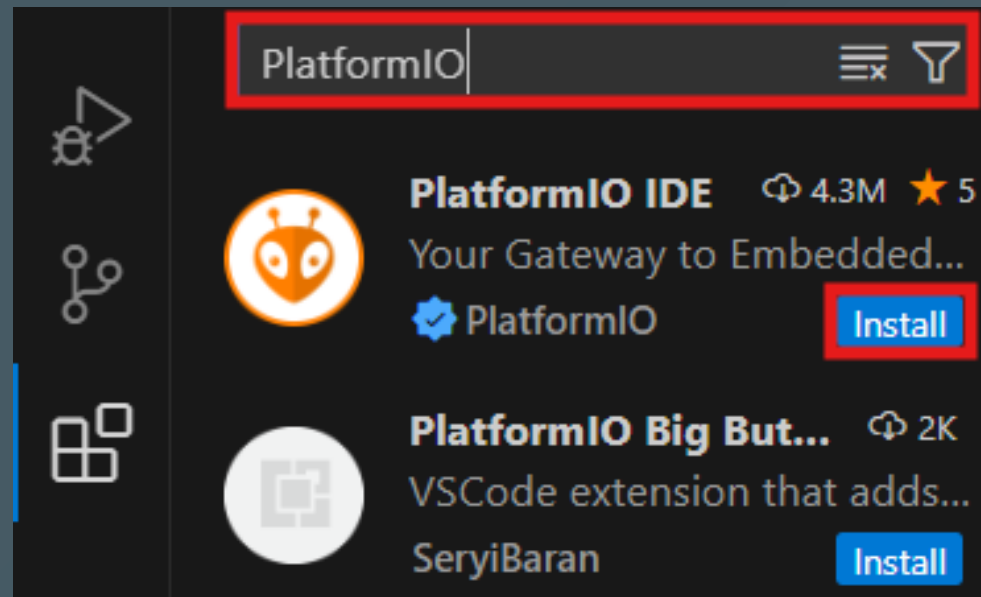 PlatformIO
PlatformIO IDE 4.3M 5
Your Gateway to Embedded...
PlatformIO Install
PlatformIO Big But... 2K
VSCode extension that adds...
SeryiBaran Install